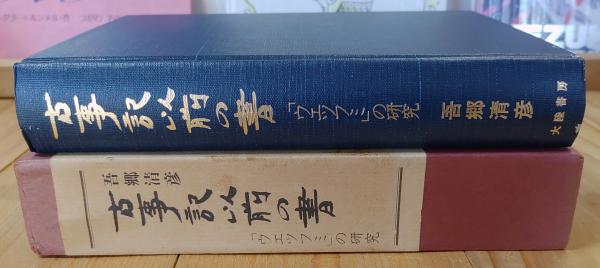 古事記以前の書
「ウエツフミ」の研究
吾郷清彦
大陸書房
吾郷清彦
古事記以前の書
「ウエツフミ」の研究